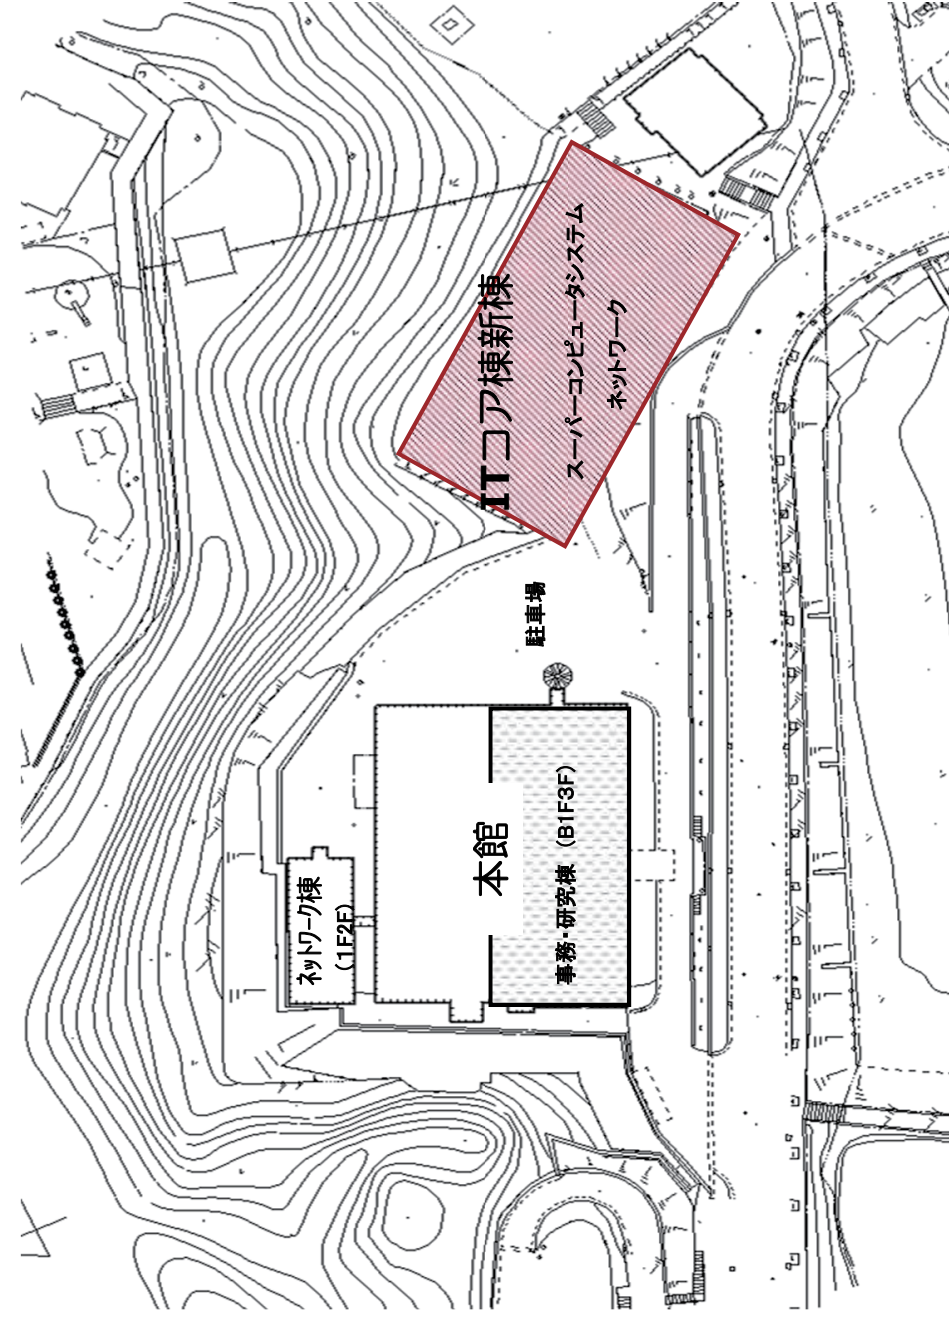 ITコア棟新棟
スーパーコンピュータシステム
ネットワーク
駐車場
本館
事務・研究棟（B1F3F）
ネットワーク棟
（1F2F）